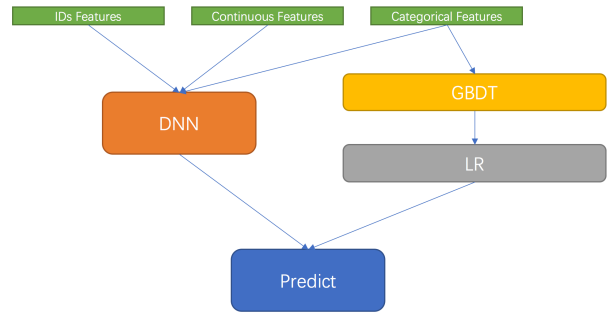 IDs Features
Continuous Features
Categorical Features
GBDT
DNN
LR
Predict